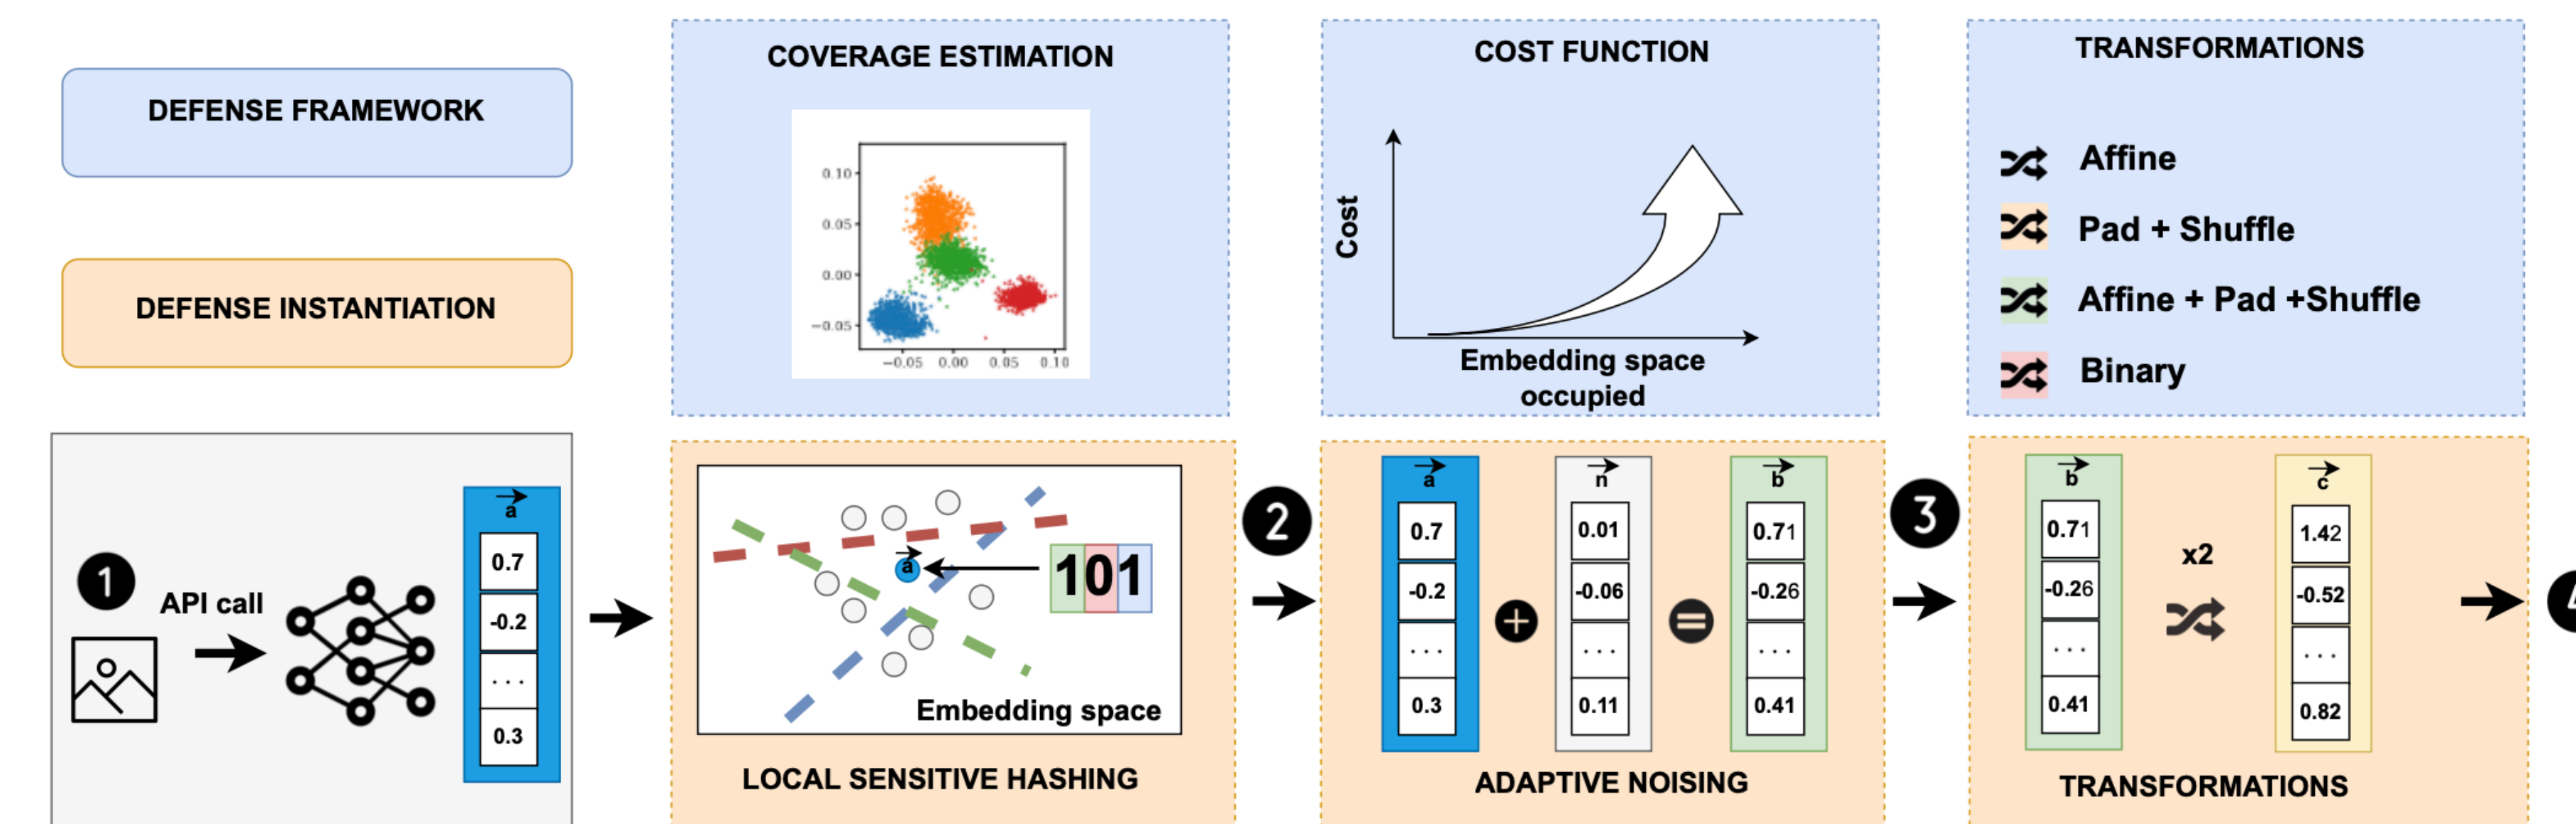 DEFENSE FRAMEWORK
DEFENSE INSTANTIATION
COVERAGE ESTIMATION
0.10
0.05
0.00
−0.05
−0.05 0.00 0.05 0.10
COST FUNCTION
Cost
Embedding space
occupied
TRANSFORMATIONS
Affine
Pad + Shuffle
Affine + Pad +Shuffle
Binary
1
API call
a
0.7
-0.2
...
0.3
a
101
Embedding space
LOCAL SENSITIVE HASHING
2
a
0.7
-0.2
...
0.3
+
n
0.01
-0.06
...
0.11
=
b
0.71
-0.26
...
0.41
ADAPTIVE NOISING
3
b
0.71
-0.26
...
0.41
x2
c
1.42
-0.52
...
0.82
TRANSFORMATIONS